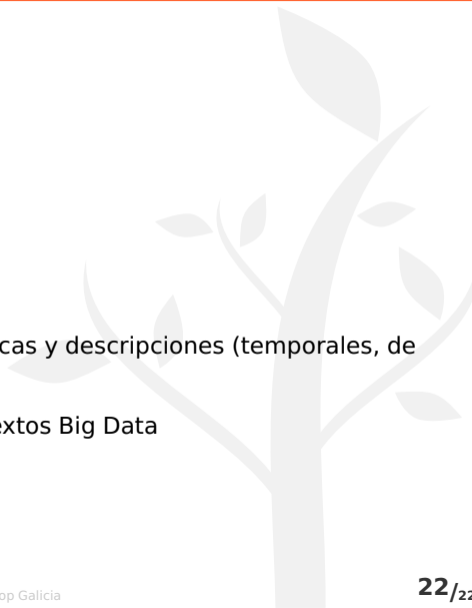 cas y descripciones (temporales, de
extos Big Data
op Galicia
22/22